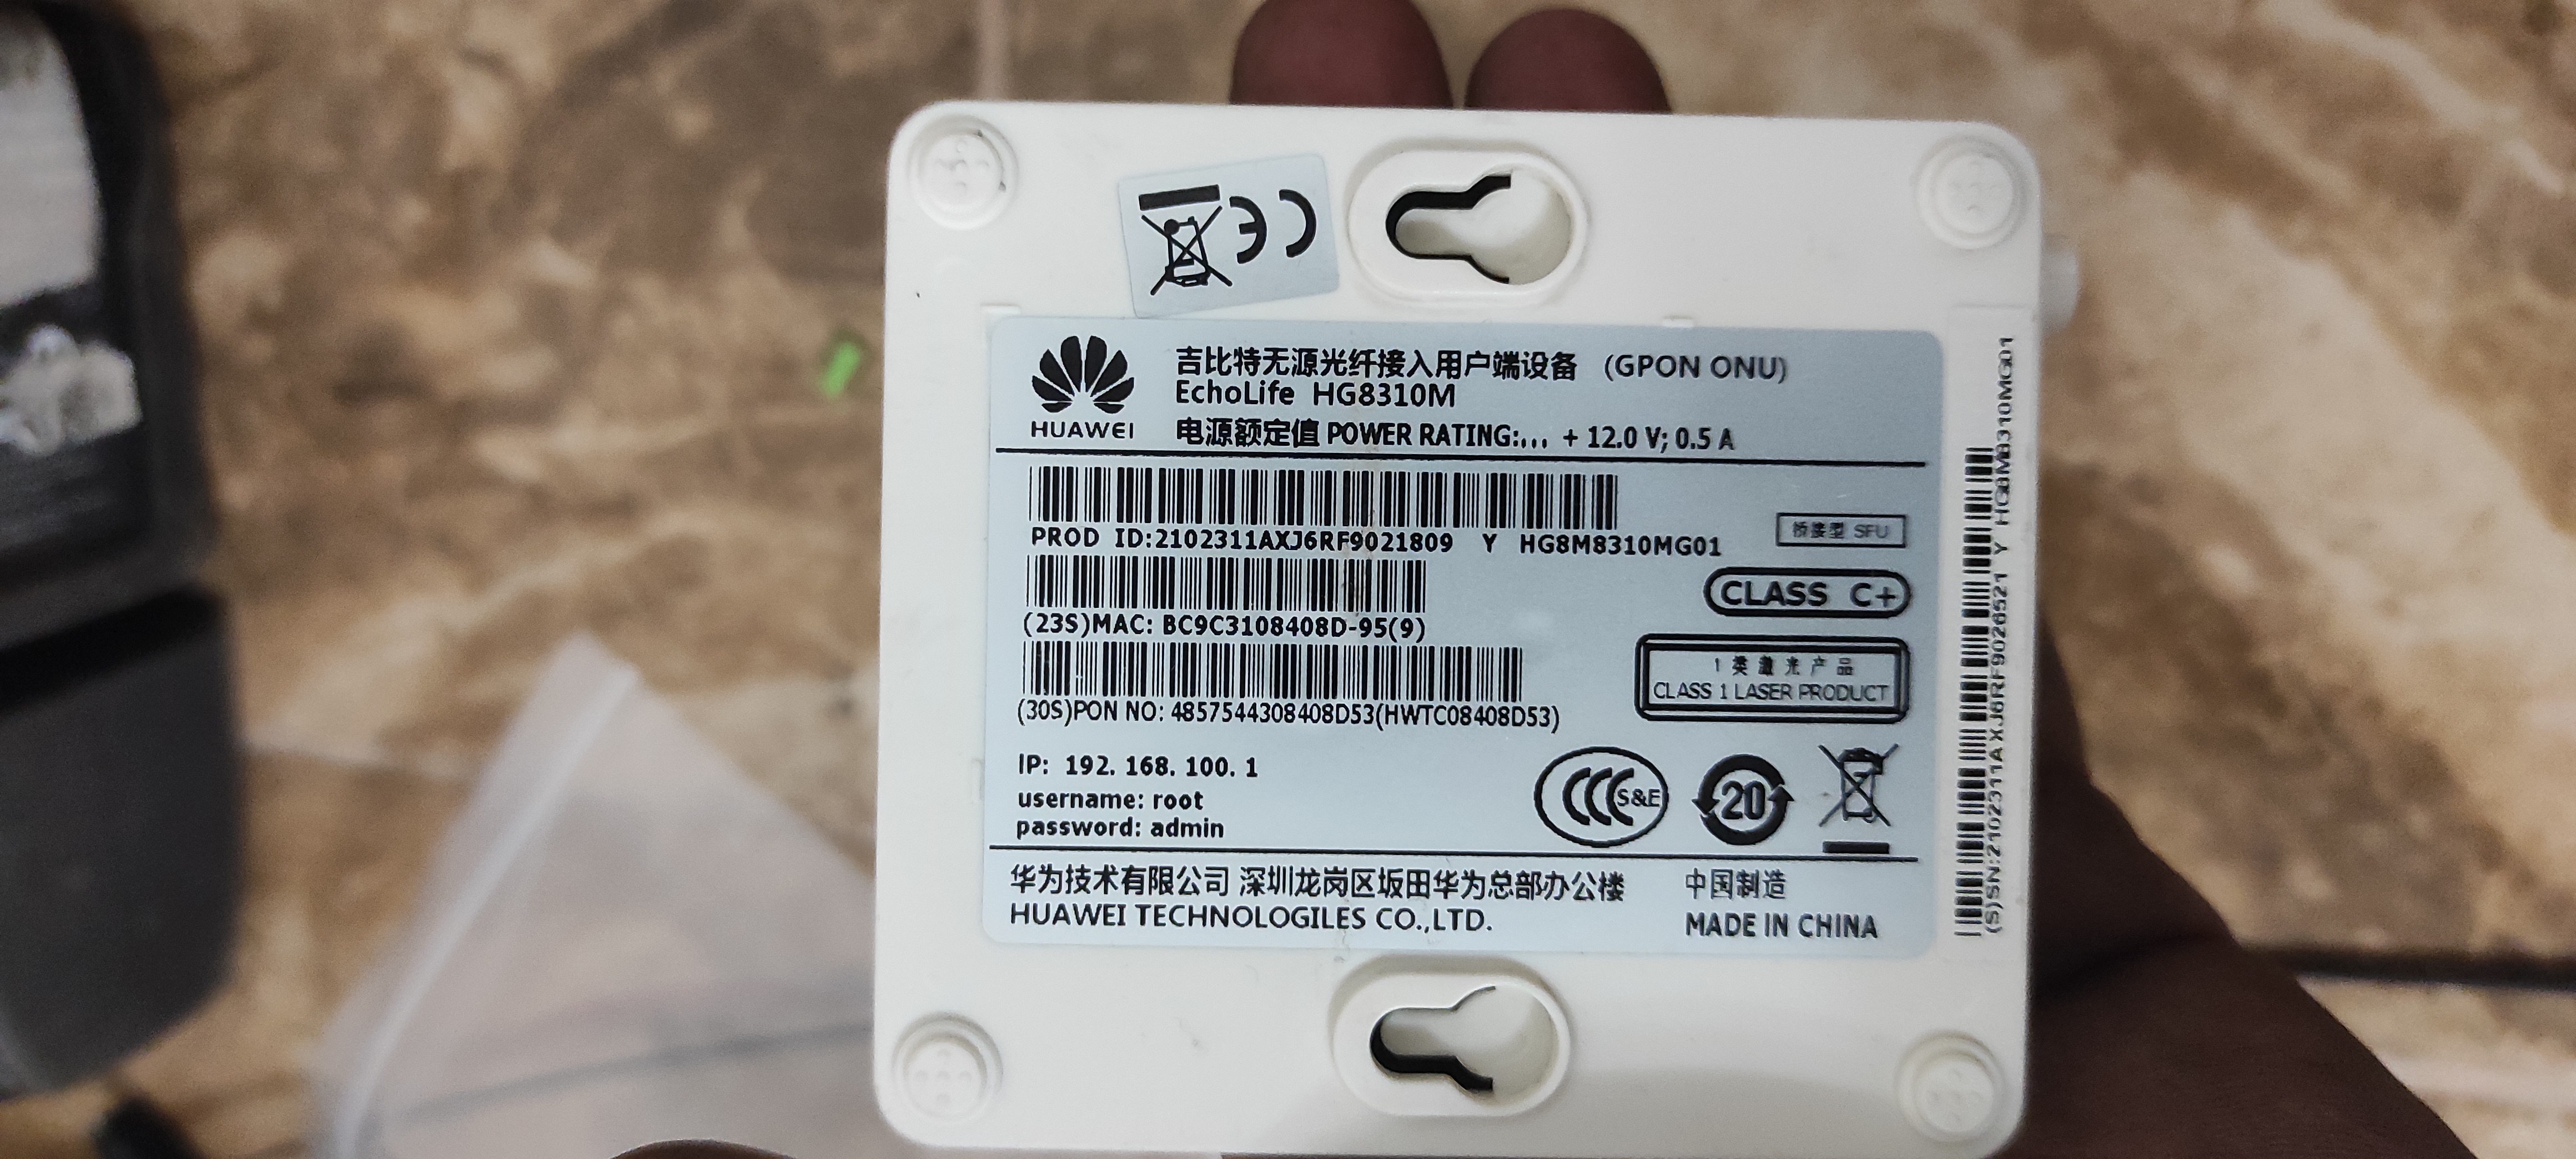 CE
吉比特无源光纤接入用户端设备 (GPON ONU)
EchoLife HG8310M
HUAWEI
电源额定值 POWER RATING:... + 12.0 V; 0.5 A
PROD ID:2102311AXJ6RF9021809 Y HG8M8310MG01
桥接型 SFU
(23S)MAC: BC9C3108408D-95(9)
CLASS C+
(30S)PON NO: 4857544308408D53(HWTC08408D53)
1 类 激 光 产 品
CLASS 1 LASER PRODUCT
IP: 192. 168. 100. 1
username: root
password: admin
CCC S&E
20
华为技术有限公司 深圳龙岗区坂田华为总部办公楼
中国制造
HUAWEI TECHNOLOGILES CO.,LTD.
MADE IN CHINA
(S)SN:2102311AXJ6RF9026521 Y HG8M8310MG01